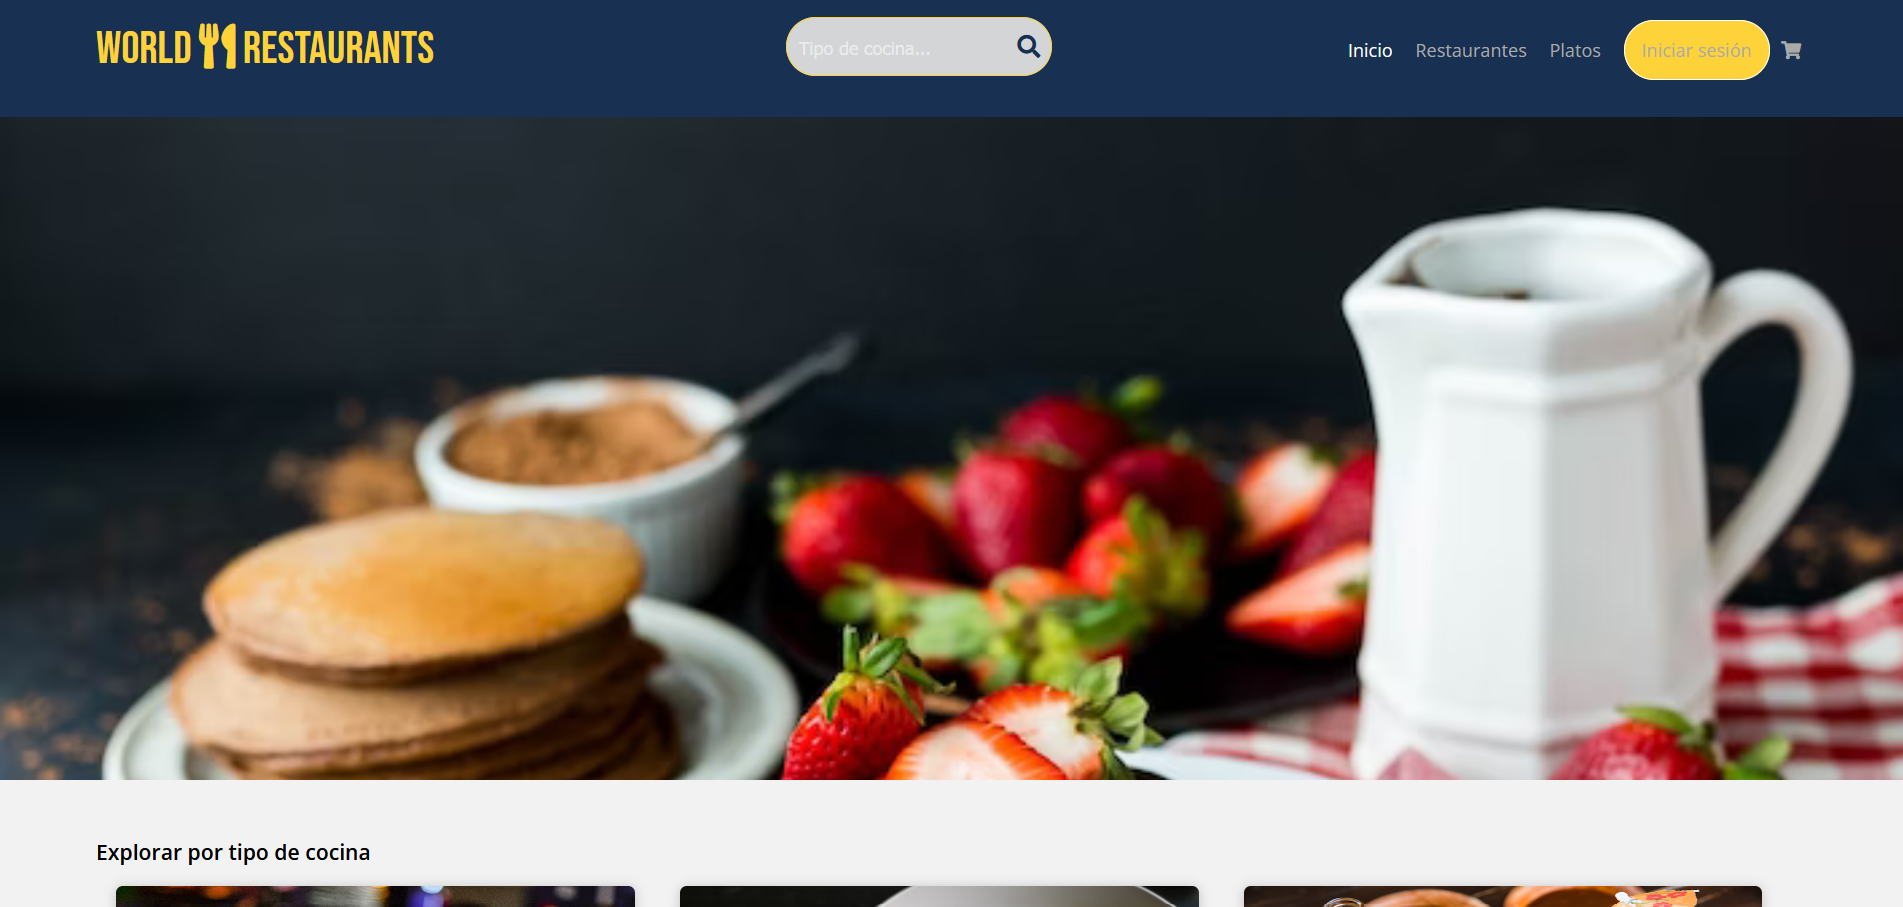 WORLD RESTAURANTS
Tipo de cocina...
Inicio
Restaurantes
Platos
Iniciar sesión
Explorar por tipo de cocina